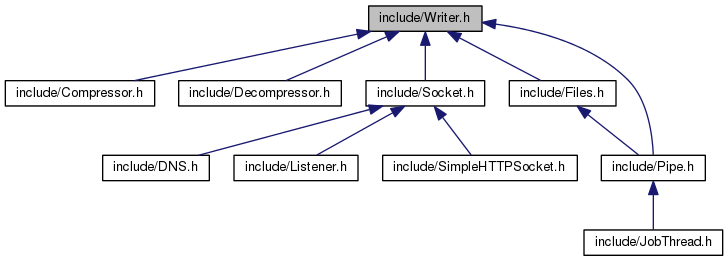 include/Writer.h
include/Compressor.h
include/Decompressor.h
include/Socket.h
include/Files.h
include/DNS.h
include/Listener.h
include/SimpleHTTPSocket.h
include/Pipe.h
include/JobThread.h